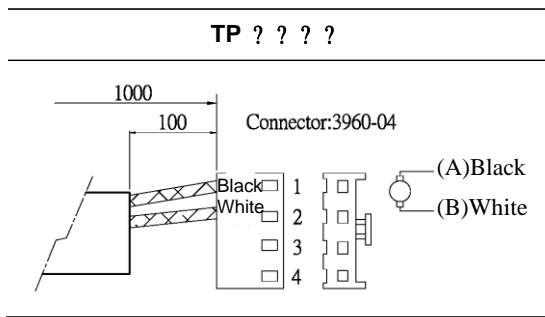 TP ? ? ? ?
1000
100
Connector:3960-04
Black 1
White 2
3
4
(A)Black
(B)White